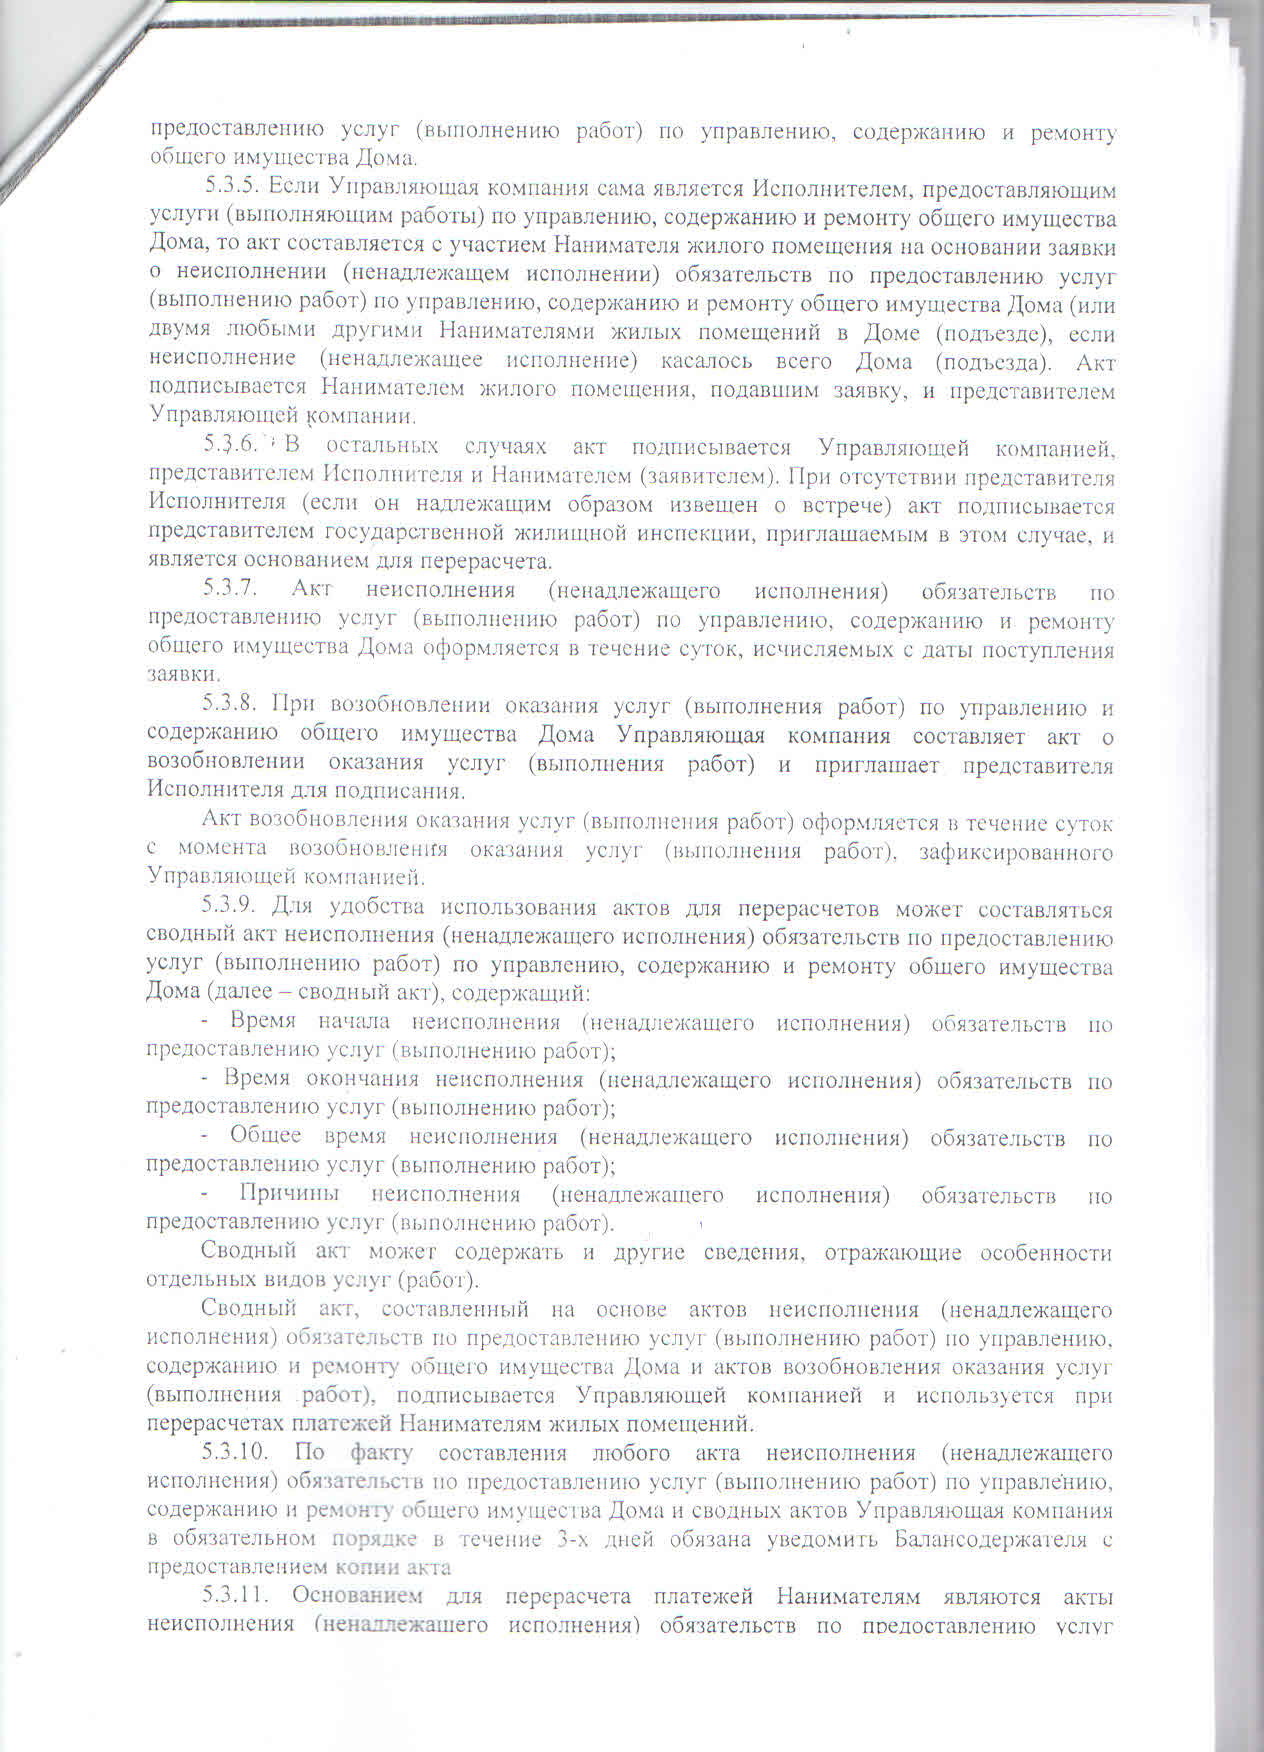 предоставлению услуг (выполнению работ) по управлению, содержанию и ремонту
общего имущества Дома.
5.3.5. Если Управляющая компания сама является Исполнителем, предоставляющим
услуги (выполняющим работы) по управлению, содержанию и ремонту общего имущества
Дома, то акт составляется с участием Нанимателя жилого помещения на основании заявки
о неисполнении (ненадлежащем исполнении) обязательств по предоставлению услуг
(выполнению работ) по управлению, содержанию и ремонту общего имущества Дома (или
двумя любыми другими Нанимателями жилых помещений в Доме (подъезде), если
неисполнение (ненадлежащее исполнение) касалось всего Дома (подъезда). Акт
подписывается Нанимателем жилого помещения, подавшим заявку, и представителем
Управляющей компании.
5.3.6. В остальных случаях акт подписывается Управляющей компанией,
представителем Исполнителя и Нанимателем (заявителем). При отсутствии представителя
Исполнителя (если он надлежащим образом извещен о встрече) акт подписывается
представителем государственной жилищной инспекции, приглашаемым в этом случае, и
является основанием для перерасчета.
5.3.7. Акт неисполнения (ненадлежащего исполнения) обязательств по
предоставлению услуг (выполнению работ) по управлению, содержанию и ремонту
общего имущества Дома оформляется в течение суток, исчисляемых с даты поступления
заявки.
5.3.8. При возобновлении оказания услуг (выполнения работ) по управлению и
содержанию общего имущества Дома Управляющая компания составляет акт о
возобновлении оказания услуг (выполнения работ) и приглашает представителя
Исполнителя для подписания.
Акт возобновления оказания услуг (выполнения работ) оформляется в течение суток
с момента возобновления оказания услуг (выполнения работ), зафиксированного
Управляющей компанией.
5.3.9. Для удобства использования актов для перерасчетов может составляться
сводный акт неисполнения (ненадлежащего исполнения) обязательств по предоставлению
услуг (выполнению работ) по управлению, содержанию и ремонту общего имущества
Дома (далее – сводный акт), содержащий:
- Время начала неисполнения (ненадлежащего исполнения) обязательств по
предоставлению услуг (выполнению работ);
- Время окончания неисполнения (ненадлежащего исполнения) обязательств по
предоставлению услуг (выполнению работ);
- Общее время неисполнения (ненадлежащего исполнения) обязательств по
предоставлению услуг (выполнению работ);
- Причины неисполнения (ненадлежащего исполнения) обязательств по
предоставлению услуг (выполнению работ).
Сводный акт может содержать и другие сведения, отражающие особенности
отдельных видов услуг (работ).
Сводный акт, составленный на основе актов неисполнения (ненадлежащего
исполнения) обязательств по предоставлению услуг (выполнению работ) по управлению,
содержанию и ремонту общего имущества Дома и актов возобновления оказания услуг
(выполнения работ), подписывается Управляющей компанией и используется при
перерасчетах платежей Нанимателям жилых помещений.
5.3.10. По факту составления любого акта неисполнения (ненадлежащего
исполнения) обязательств по предоставлению услуг (выполнению работ) по управлению,
содержанию и ремонту общего имущества Дома и сводных актов Управляющая компания
в обязательном порядке в течение 3-х дней обязана уведомить Балансодержателя с
предоставлением копии акта
5.3.11. Основанием для перерасчета платежей Нанимателям являются акты
неисполнения (ненадлежащего исполнения) обязательств по предоставлению услуг